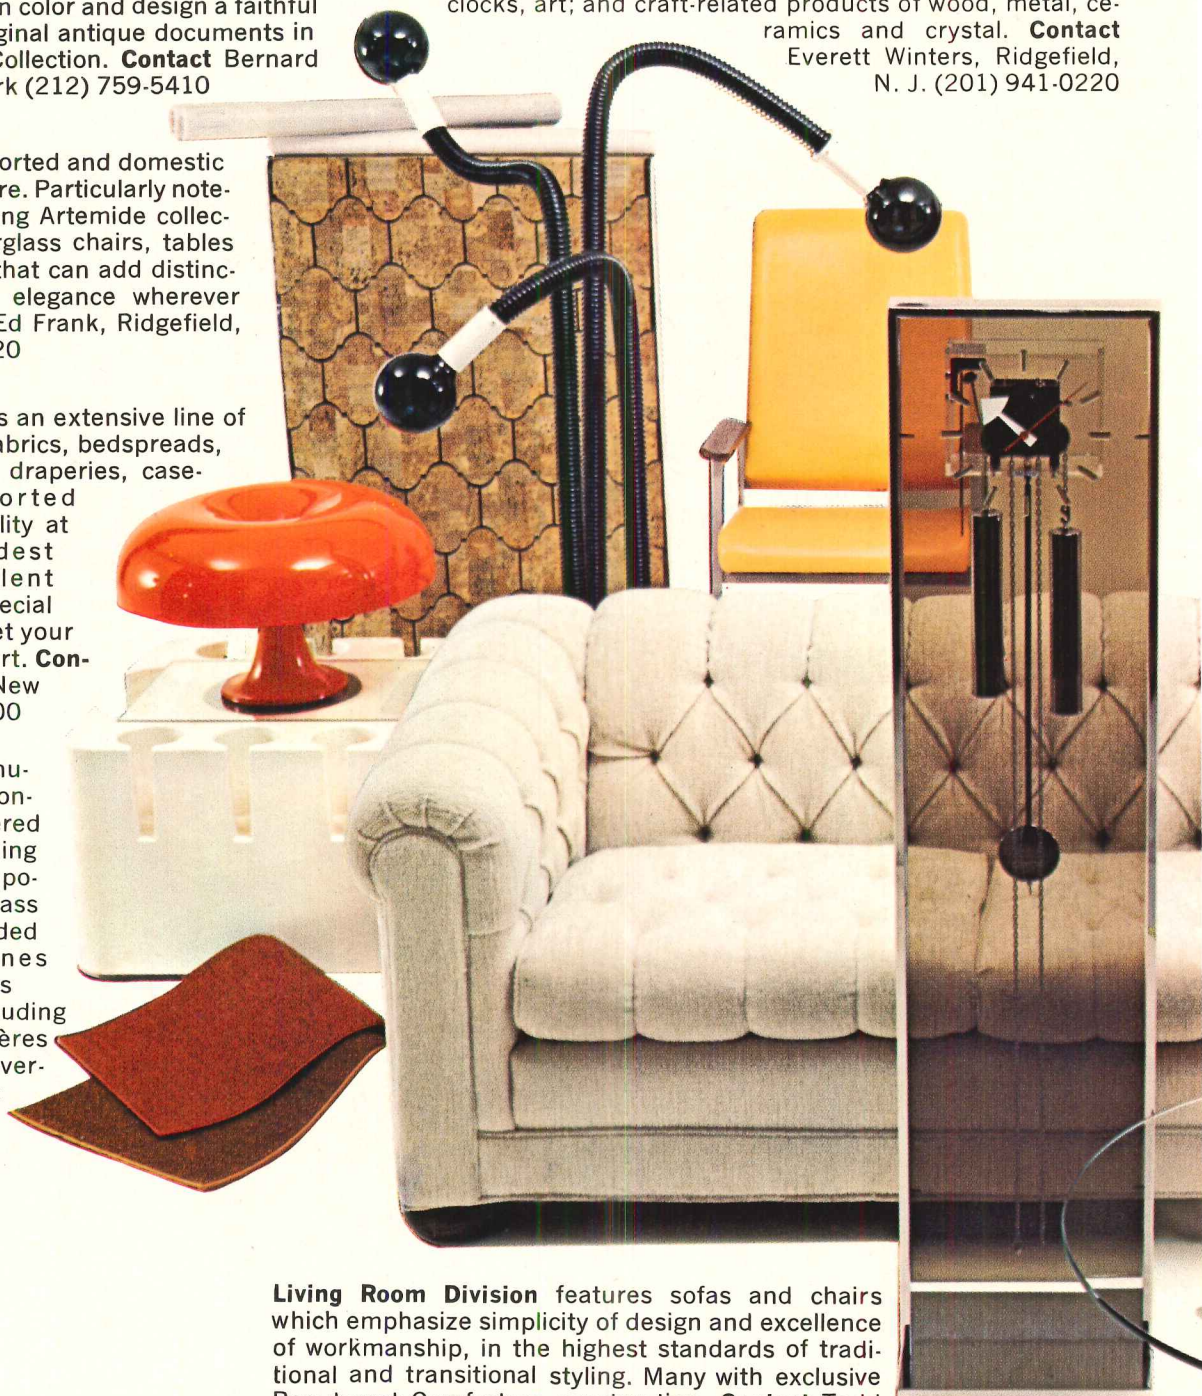 n color and design a faithful
ginal antique documents in
Collection. Contact Bernard
rk (212) 759-5410
orted and domestic
re. Particularly note-
ng Artemide collec-
rglass chairs, tables
that can add distinc-
elegance wherever
Ed Frank, Ridgefield,
20
s an extensive line of
abrics, bedspreads,
draperies, case-
orted
lity at
dest
lent
ecial
et your
rt. Con-
New
00
nu-
on-
ered
ing
po-
ass
ded
nes
s
uding
ères
ver-
clocks, art; and craft-related products of wood, metal, ce-
ramics and crystal. Contact
Everett Winters, Ridgefield,
N. J. (201) 941-0220
Living Room Division features sofas and chairs
which emphasize simplicity of design and excellence
of workmanship, in the highest standards of tradi-
tional and transitional styling. Many with exclusive